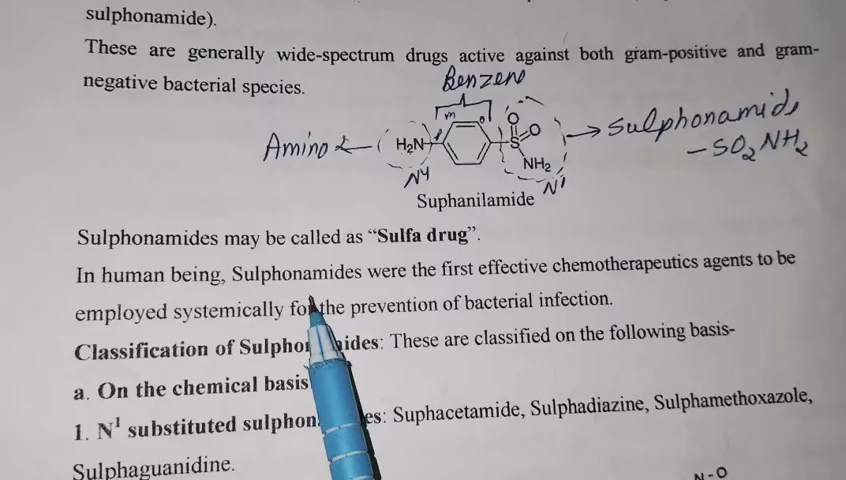 sulphonamide).
These are generally wide-spectrum drugs active against both gram-positive and gram-
negative bacterial species.
Benzene
m o
Amino
H₂N
N4
S
O
O
NH₂
N1
Sulphonamide
–SO₂NH₂
Suphanilamide
Sulphonamides may be called as “Sulfa drug”.
In human being, Sulphonamides were the first effective chemotherapeutics agents to be
employed systemically for the prevention of bacterial infection.
Classification of Sulphon ides: These are classified on the following basis-
a. On the chemical basis
1. N¹ substituted sulphon es: Suphacetamide, Sulphadiazine, Sulphamethoxazole,
Sulphaguanidine.
N-O